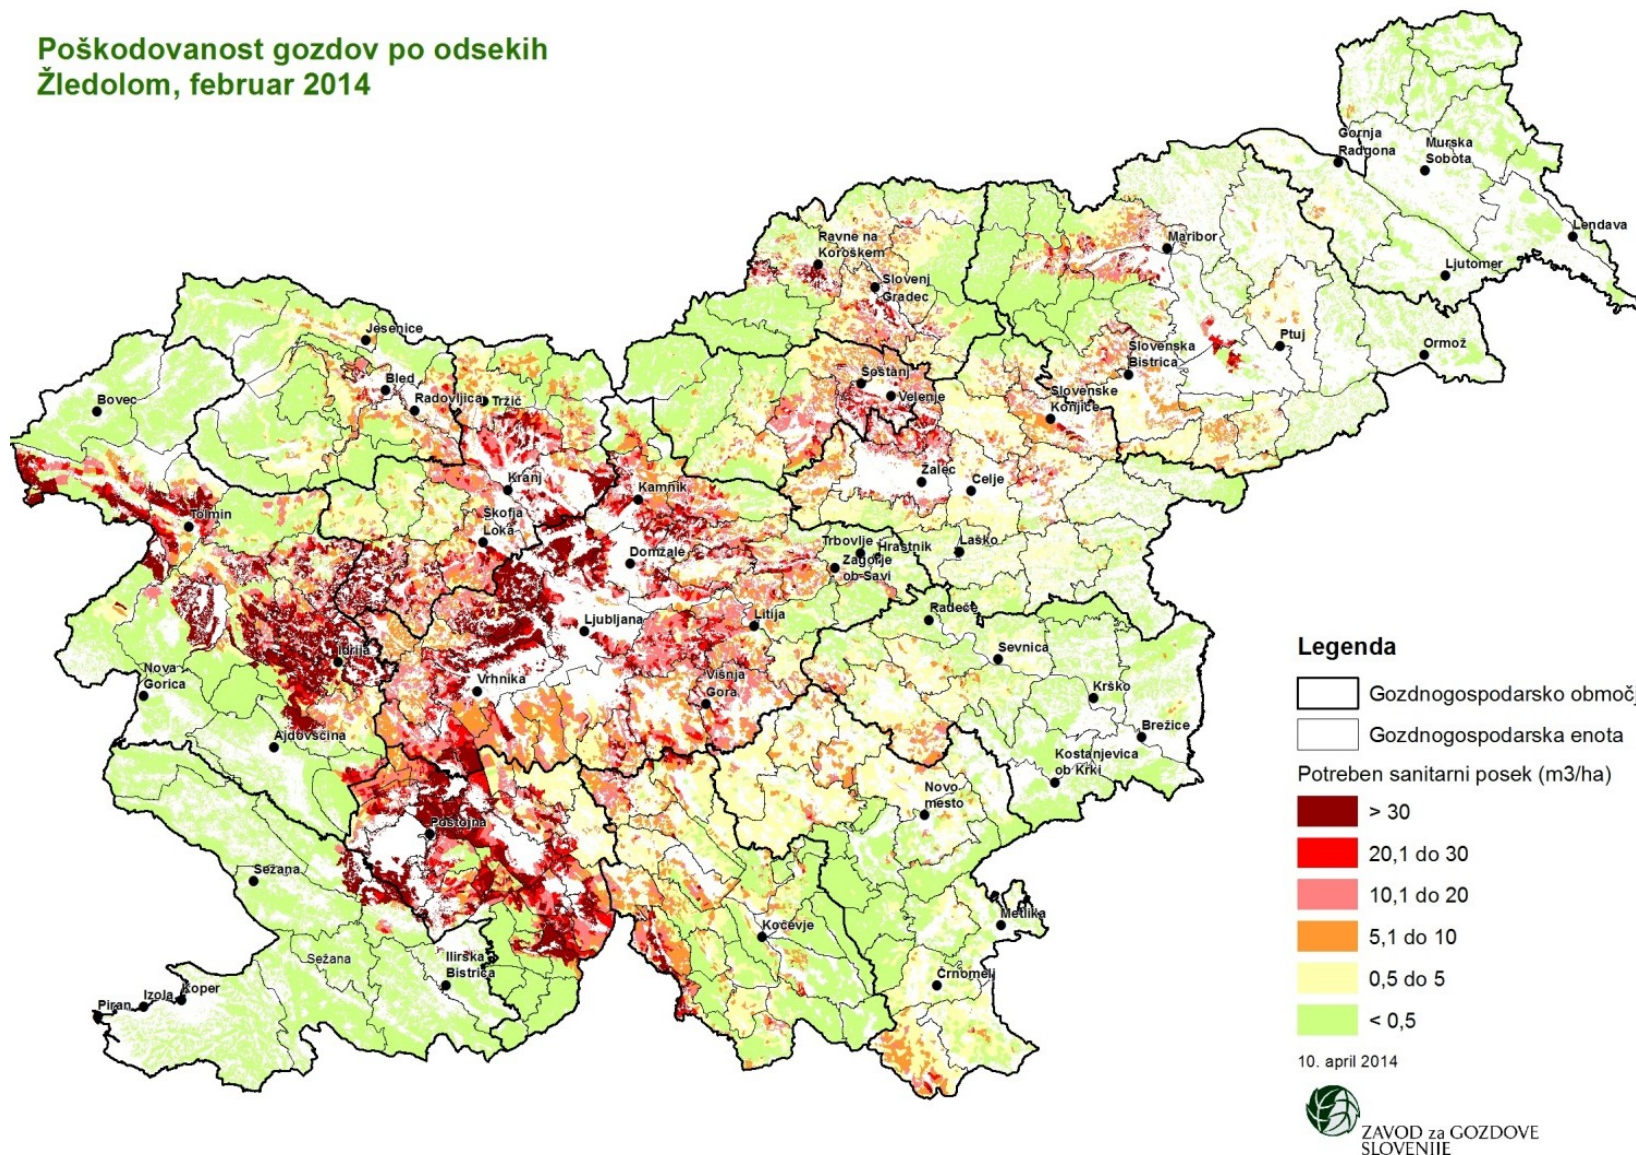 Poškodovanost gozdov po odsekih
Žledolom, februar 2014
Gornja
Radgona
Murska
Sobota
Lendava
Ljutomer
Ormož
Ptuj
Maribor
Ravne na
Koroškem
Slovenj
Gradec
Slovenska
Bistrica
Slovenske
Konjice
Šoštanj
Velenje
Žalec
Celje
Jesenice
Bled
Radovljica
Tržič
Bovec
Kranj
Kamnik
Škofja
Loka
Tolmin
Domžale
Trbovlje
Hrastnik
Zagorje
ob Savi
Laško
Radeče
Litija
Ljubljana
Idrija
Vrhnika
Višnja
Gora
Sevnica
Krško
Brežice
Kostanjevica
ob Krki
Nova
Gorica
Ajdovščina
Novo
mesto
Postojna
Sežana
Metlika
Kočevje
Črnomelj
Sežana
Ilirska
Bistrica
Koper
Izola
Piran
Legenda
Gozdnogospodarsko območj
Gozdnogospodarska enota
Potreben sanitarni posek (m3/ha)
> 30
20,1 do 30
10,1 do 20
5,1 do 10
0,5 do 5
< 0,5
10. april 2014
ZAVOD za GOZDOVE
SLOVENIJE